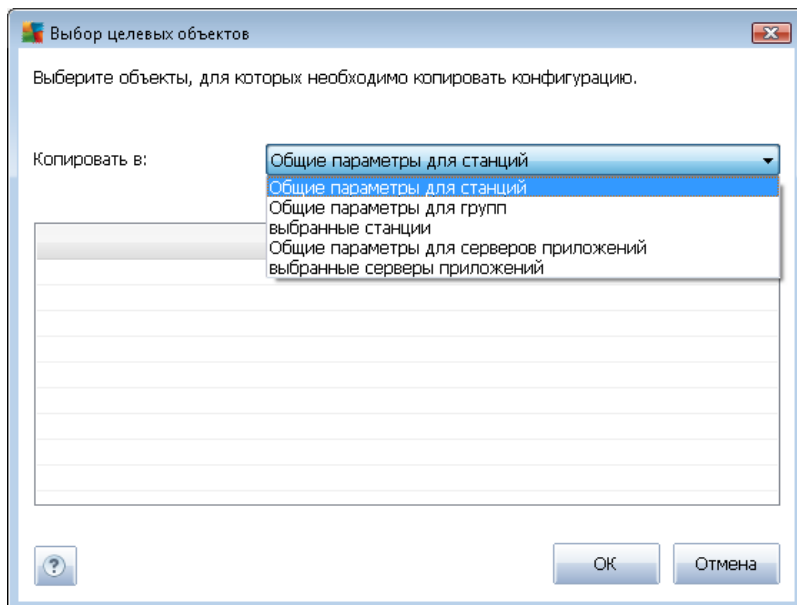 Выбор целевых объектов
Выберите объекты, для которых необходимо копировать конфигурацию.
Копировать в:
Общие параметры для станций
Общие параметры для станций
Общие параметры для групп
выбранные станции
Общие параметры для серверов приложений
выбранные серверы приложений
?
ОК
Отмена